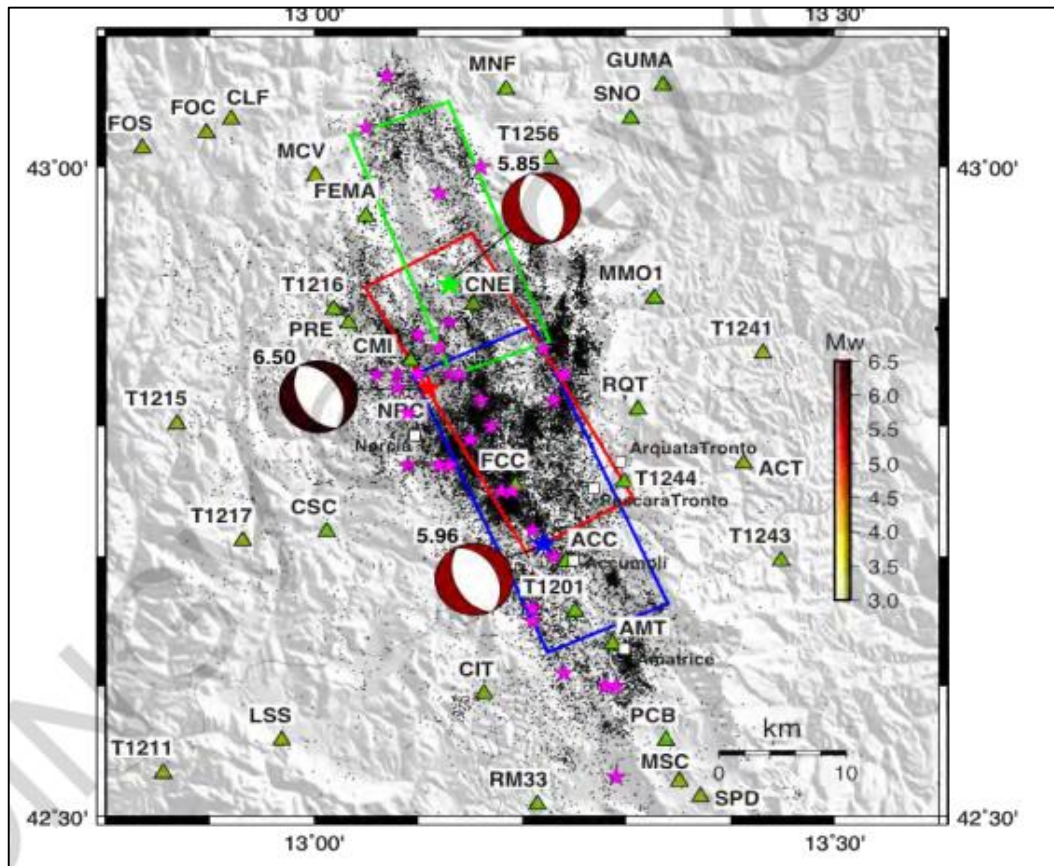 13°00' 13°30'
MNF GUMA
FOC CLF SNO
FOS T1256
MCV 5.85
43°00' 43°00'
FEMA
CNE MMO1
T1216
PRE T1241
CMI Mw
6.50 6.5
RQT 6.0
T1215 NRC 5.5
Norcia ArquataTronto
FCC ACT 5.0
T1244
PescaraTronto 4.5
CSC
T1217 5.96 ACC T1243 4.0
Accumoli 3.5
T1201 3.0
AMT
Amatrice
CIT
LSS PCB km
T1211 MSC 0 10
RM33 SPD
42°30' 42°30'
13°00' 13°30'